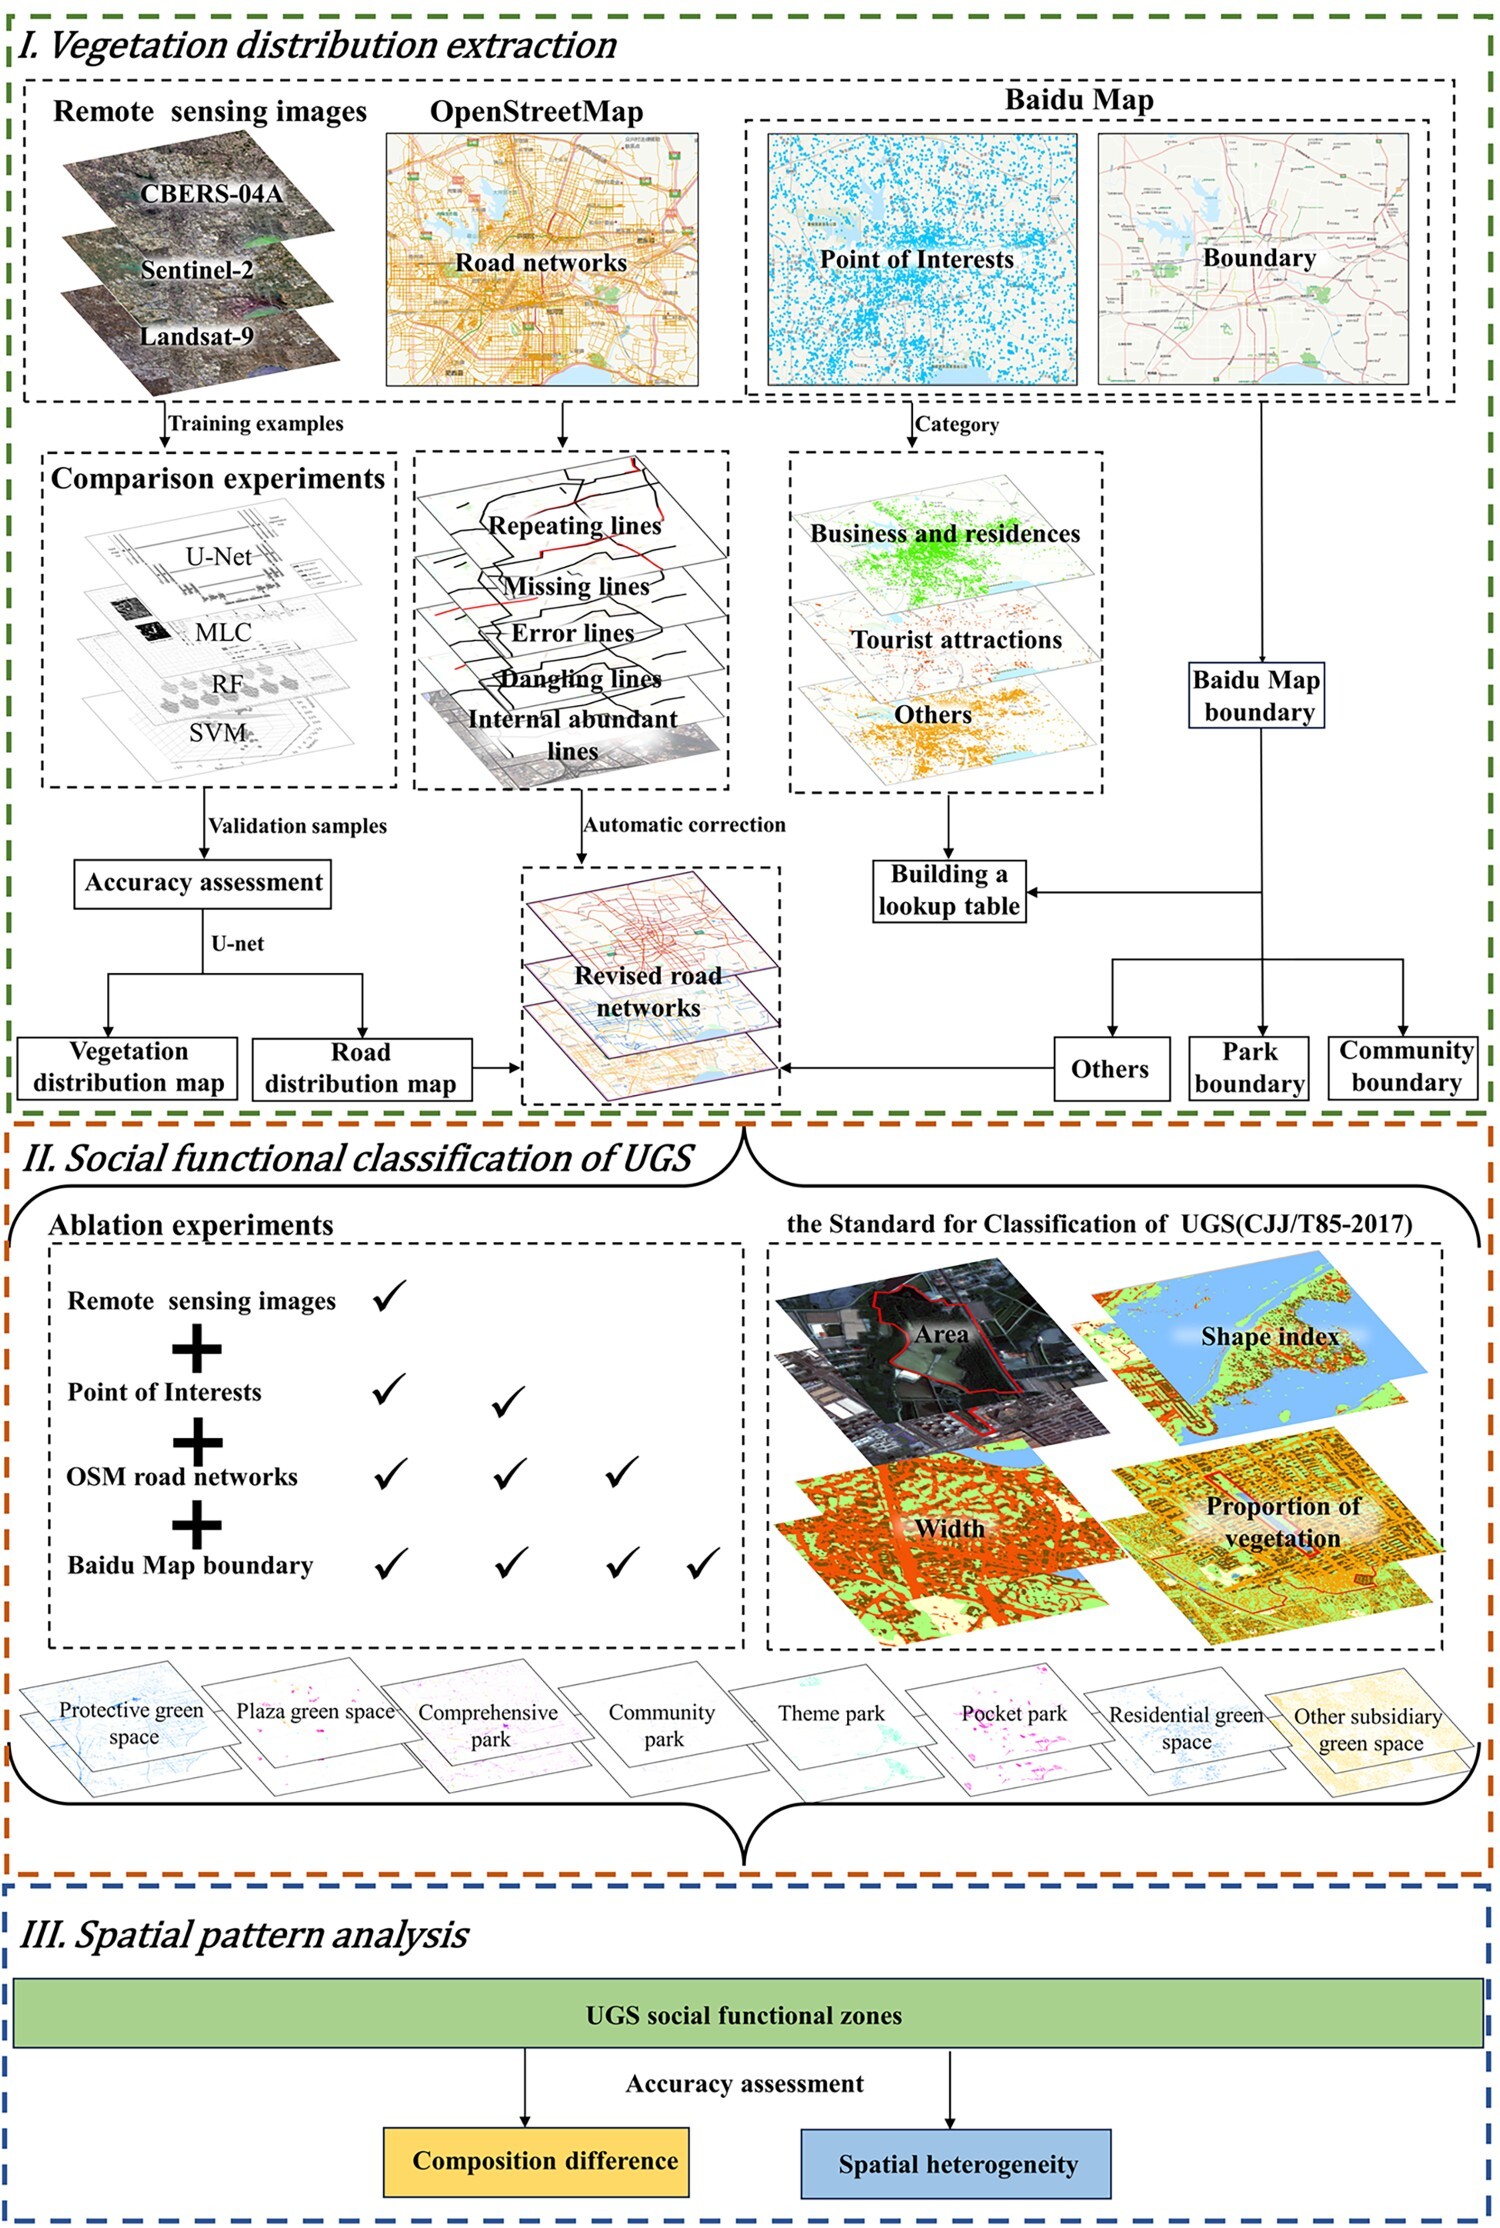 I. Vegetation distribution extraction
Remote sensing images
OpenStreetMap
Baidu Map
CBERS-04A
Sentinel-2
Landsat-9
Road networks
Point of Interests
Boundary
Training examples
Category
Comparison experiments
U-Net
MLC
RF
SVM
Repeating lines
Missing lines
Error lines
Dangling lines
Internal abundant
lines
Business and residences
Tourist attractions
Others
Baidu Map
boundary
Validation samples
Automatic correction
Accuracy assessment
Building a
lookup table
U-net
Revised road
networks
Vegetation
distribution map
Road
distribution map
Others
Park
boundary
Community
boundary
II. Social functional classification of UGS
Ablation experiments
the Standard for Classification of UGS(CJJ/T85-2017)
Remote sensing images ✓
+
Point of Interests ✓ ✓
+
OSM road networks ✓ ✓ ✓
+
Baidu Map boundary ✓ ✓ ✓ ✓
Area
Shape index
Width
Proportion of
vegetation
Protective green
space
Plaza green space
Comprehensive
park
Community
park
Theme park
Pocket park
Residential green
space
Other subsidiary
green space
III. Spatial pattern analysis
UGS social functional zones
Accuracy assessment
Composition difference
Spatial heterogeneity